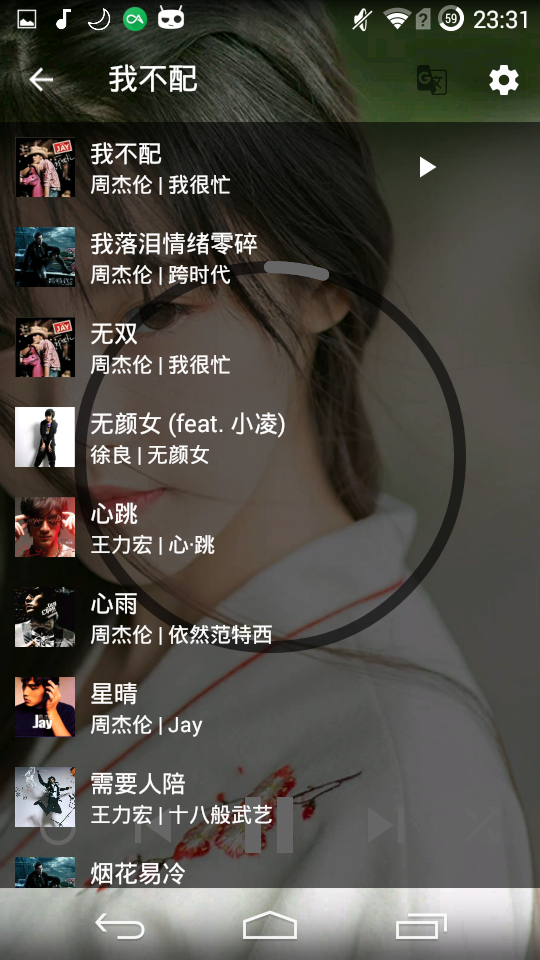 59 23:31
我不配
我不配
周杰伦 | 我很忙
我落泪情绪零碎
周杰伦 | 跨时代
无双
周杰伦 | 我很忙
无颜女 (feat. 小凌)
徐良 | 无颜女
心跳
王力宏 | 心·跳
心雨
周杰伦 | 依然范特西
星晴
周杰伦 | Jay
需要人陪
王力宏 | 十八般武艺
烟花易冷
JAY
JAY
Jay